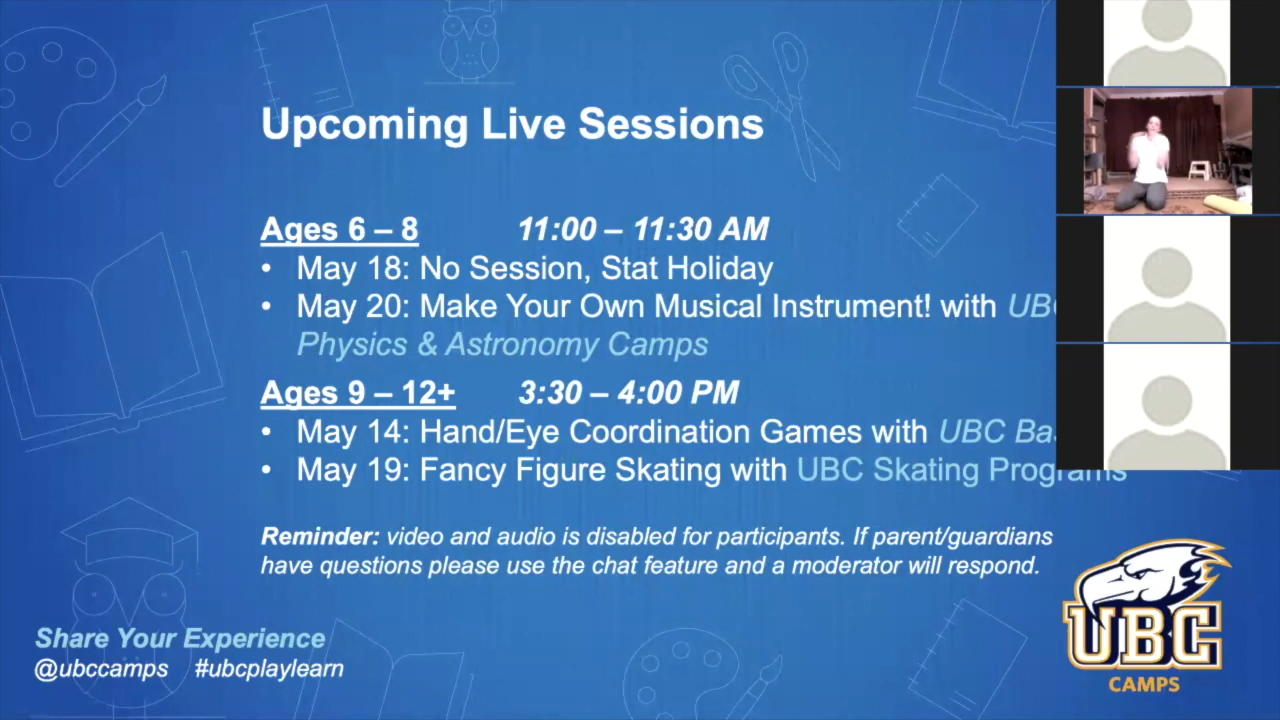 Upcoming Live Sessions
Ages 6 – 8 11:00 – 11:30 AM
• May 18: No Session, Stat Holiday
• May 20: Make Your Own Musical Instrument! with
Physics & Astronomy Camps
Ages 9 – 12+ 3:30 – 4:00 PM
• May 14: Hand/Eye Coordination Games with UBC
• May 19: Fancy Figure Skating with UBC Skating Programs
Reminder: video and audio is disabled for participants. If parent/guardians
have questions please use the chat feature and a moderator will respond.
Share Your Experience
@ubccamps #ubcplaylearn
UBC
CAMPS